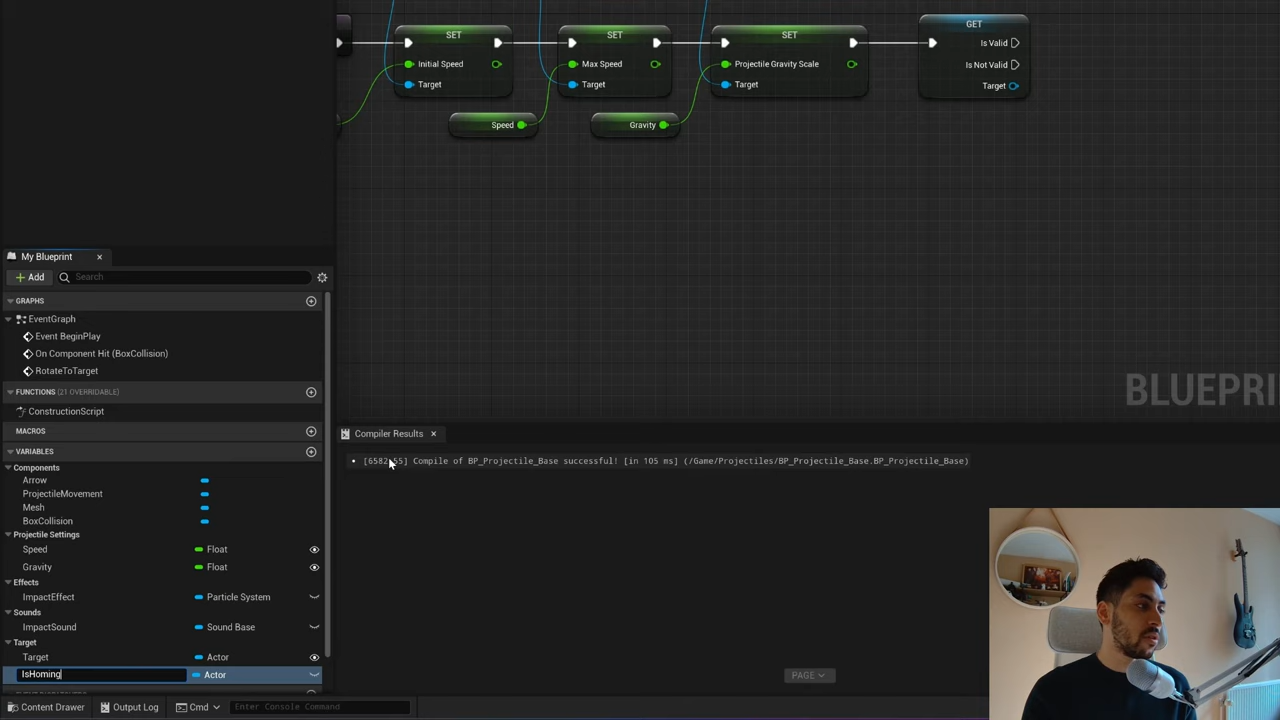 SET
SET
SET
GET
Initial Speed
Max Speed
Projectile Gravity Scale
Is Valid
Is Not Valid
Target
Target
Target
Target
Speed
Gravity
BLUEPRI
My Blueprint
+ Add
Search
GRAPHS
EventGraph
Event BeginPlay
On Component Hit (BoxCollision)
RotateToTarget
FUNCTIONS (21 OVERRIDABLE)
ConstructionScript
MACROS
VARIABLES
Components
Arrow
ProjectileMovement
Mesh
BoxCollision
Projectile Settings
Speed Float
Gravity Float
Effects
ImpactEffect Particle System
Sounds
ImpactSound Sound Base
Target
Target Actor
IsHoming Actor
Compiler Results
Compile of BP_Projectile_Base successful! [in 105 ms] (/Game/Projectiles/BP_Projectile_Base.BP_Projectile_Base)
PAGE
Content Drawer
Output Log
Cmd
Enter Console Command